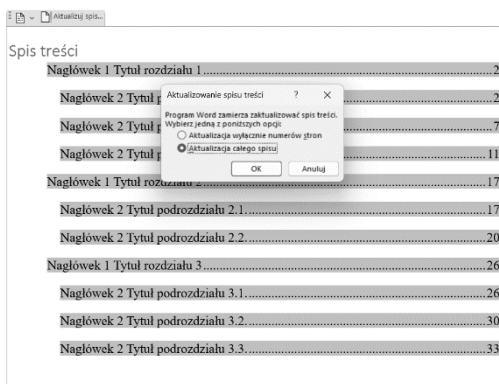 Aktualizuj spis...
Spis treści
Nagłówek 1 Tytuł rozdziału 1....................2
Aktualizowanie spisu treści ? ×
Nagłówek 2 Tytuł p ....................2
Program Word zamierza zaktualizować spis treści.
Wybierz jedną z poniższych opcji:
Nagłówek 2 Tytuł p ....................7
Aktualizacja wyłącznie numerów stron
Aktualizacja całego spisu
Nagłówek 2 Tytuł p ....................11
OK Anuluj
Nagłówek 1 Tytuł rozdziału 2....................17
Nagłówek 2 Tytuł podrozdziału 2.1.....................17
Nagłówek 2 Tytuł podrozdziału 2.2.....................20
Nagłówek 1 Tytuł rozdziału 3....................26
Nagłówek 2 Tytuł podrozdziału 3.1.....................26
Nagłówek 2 Tytuł podrozdziału 3.2.....................30
Nagłówek 2 Tytuł podrozdziału 3.3.....................33